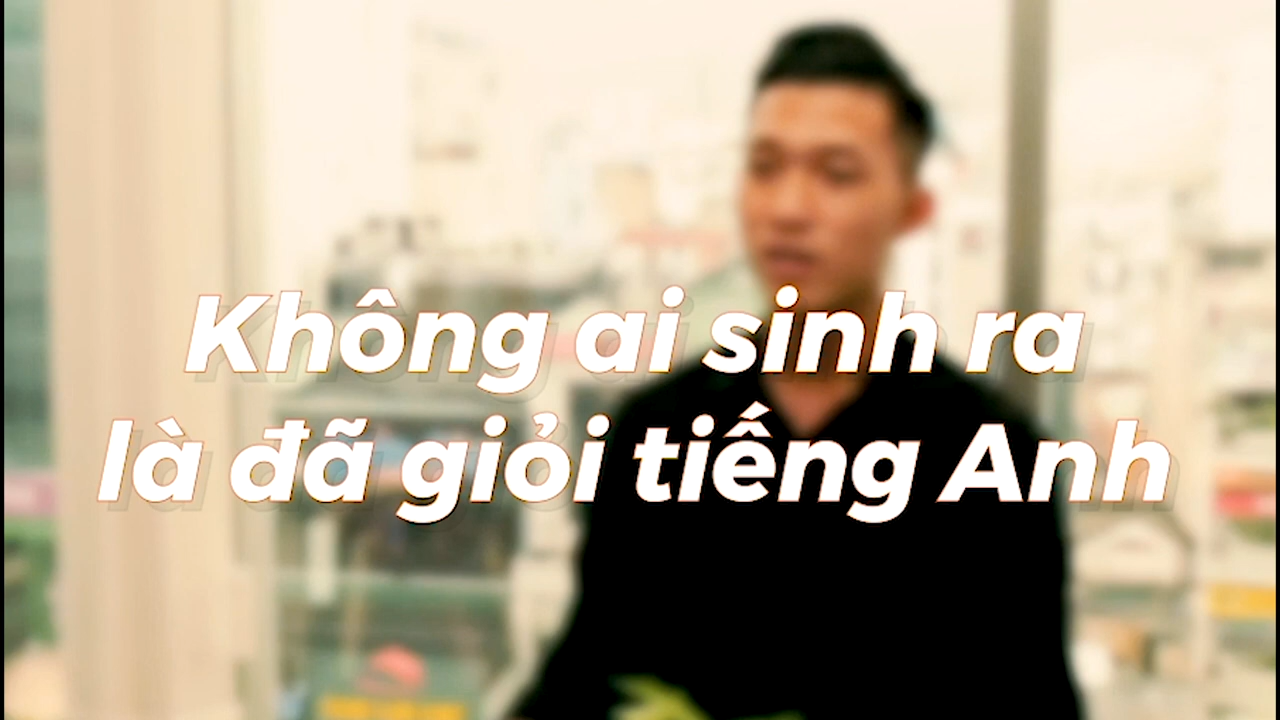 Không ai sinh ra
là đã giỏi tiếng Anh